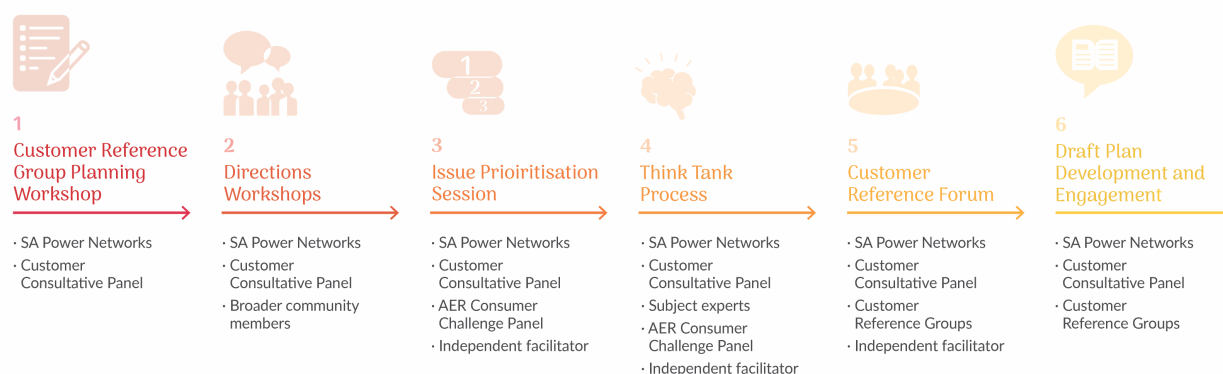 1
2
3
1
Customer Reference
Group Planning
Workshop
· SA Power Networks
· Customer
Consultative Panel
2
Directions
Workshops
· SA Power Networks
· Customer
Consultative Panel
· Broader community
members
3
Issue Prioiritisation
Session
· SA Power Networks
· Customer
Consultative Panel
· AER Consumer
Challenge Panel
· Independent facilitator
4
Think Tank
Process
· SA Power Networks
· Customer
Consultative Panel
· Subject experts
· AER Consumer
Challenge Panel
· Independent facilitator
5
Customer
Reference Forum
· SA Power Networks
· Customer
Consultative Panel
· Customer
Reference Groups
· Independent facilitator
6
Draft Plan
Development and
Engagement
· SA Power Networks
· Customer
Consultative Panel
· Customer
Reference Groups